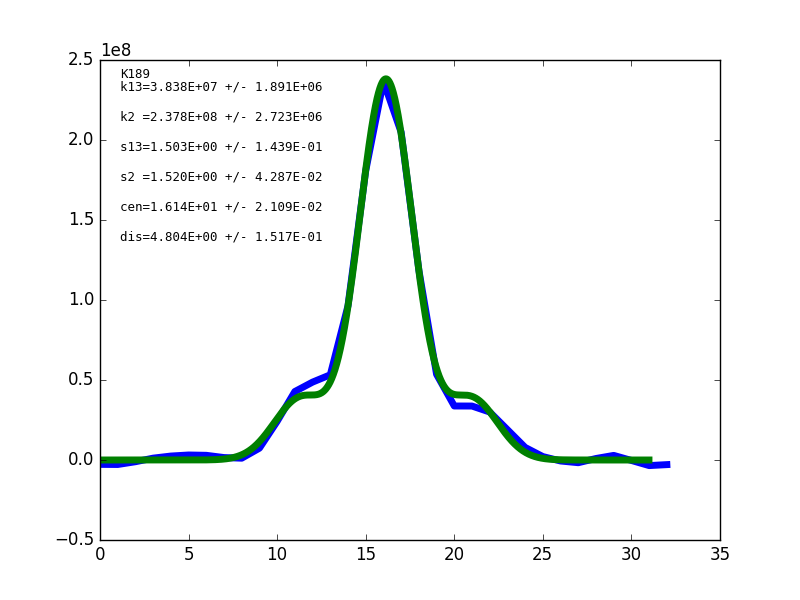 1e8
2.5
K189
k13=3.838E+07 +/- 1.891E+06
k2 =2.378E+08 +/- 2.723E+06
2.0
s13=1.503E+00 +/- 1.439E-01
s2 =1.520E+00 +/- 4.287E-02
1.5
cen=1.614E+01 +/- 2.109E-02
dis=4.804E+00 +/- 1.517E-01
1.0
0.5
0.0
−0.5
0 5 10 15 20 25 30 35